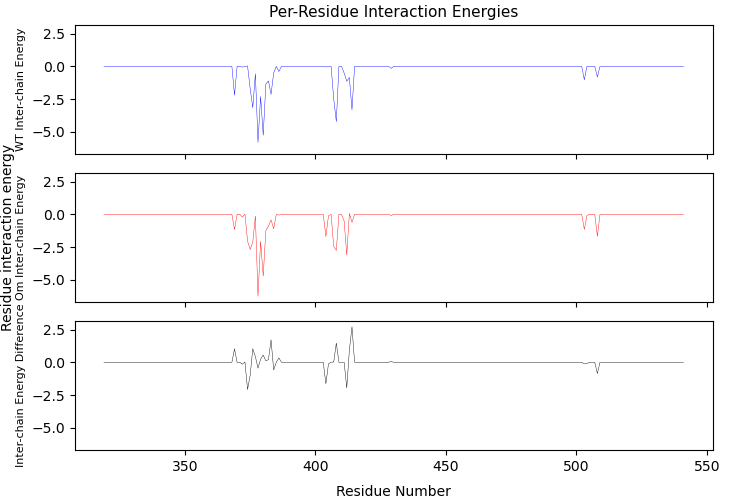 Per-Residue Interaction Energies
Residue interaction energy
WT Inter-chain Energy
2.5
0.0
−2.5
−5.0
Om Inter-chain Energy
2.5
0.0
−2.5
−5.0
Inter-chain Energy Difference
2.5
0.0
−2.5
−5.0
350 400 450 500 550
Residue Number